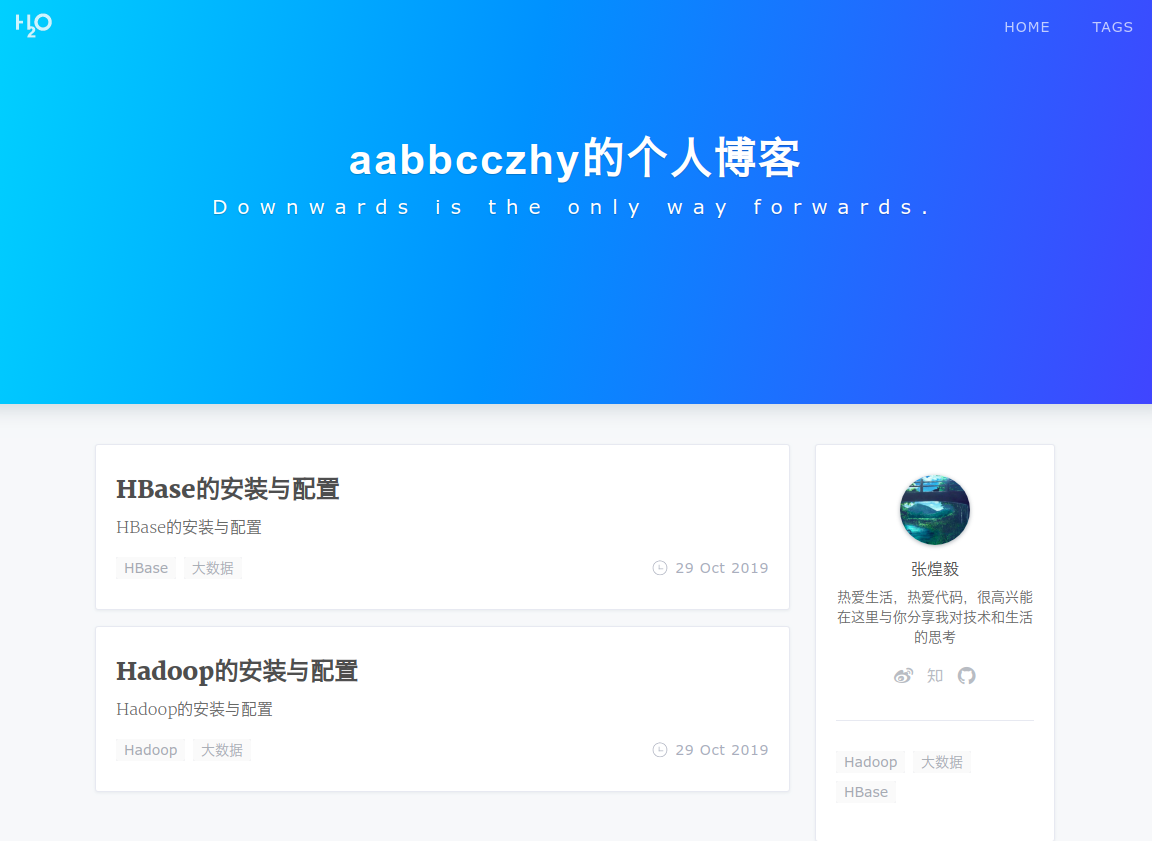 H2O
HOME
TAGS
aabbcczhy的个人博客
Downwards is the only way forwards.
HBase的安装与配置
HBase的安装与配置
HBase
大数据
29 Oct 2019
Hadoop的安装与配置
Hadoop的安装与配置
Hadoop
大数据
29 Oct 2019
张煌毅
热爱生活，热爱代码，很高兴能
在这里与你分享我对技术和生活
的思考
知
Hadoop
大数据
HBase